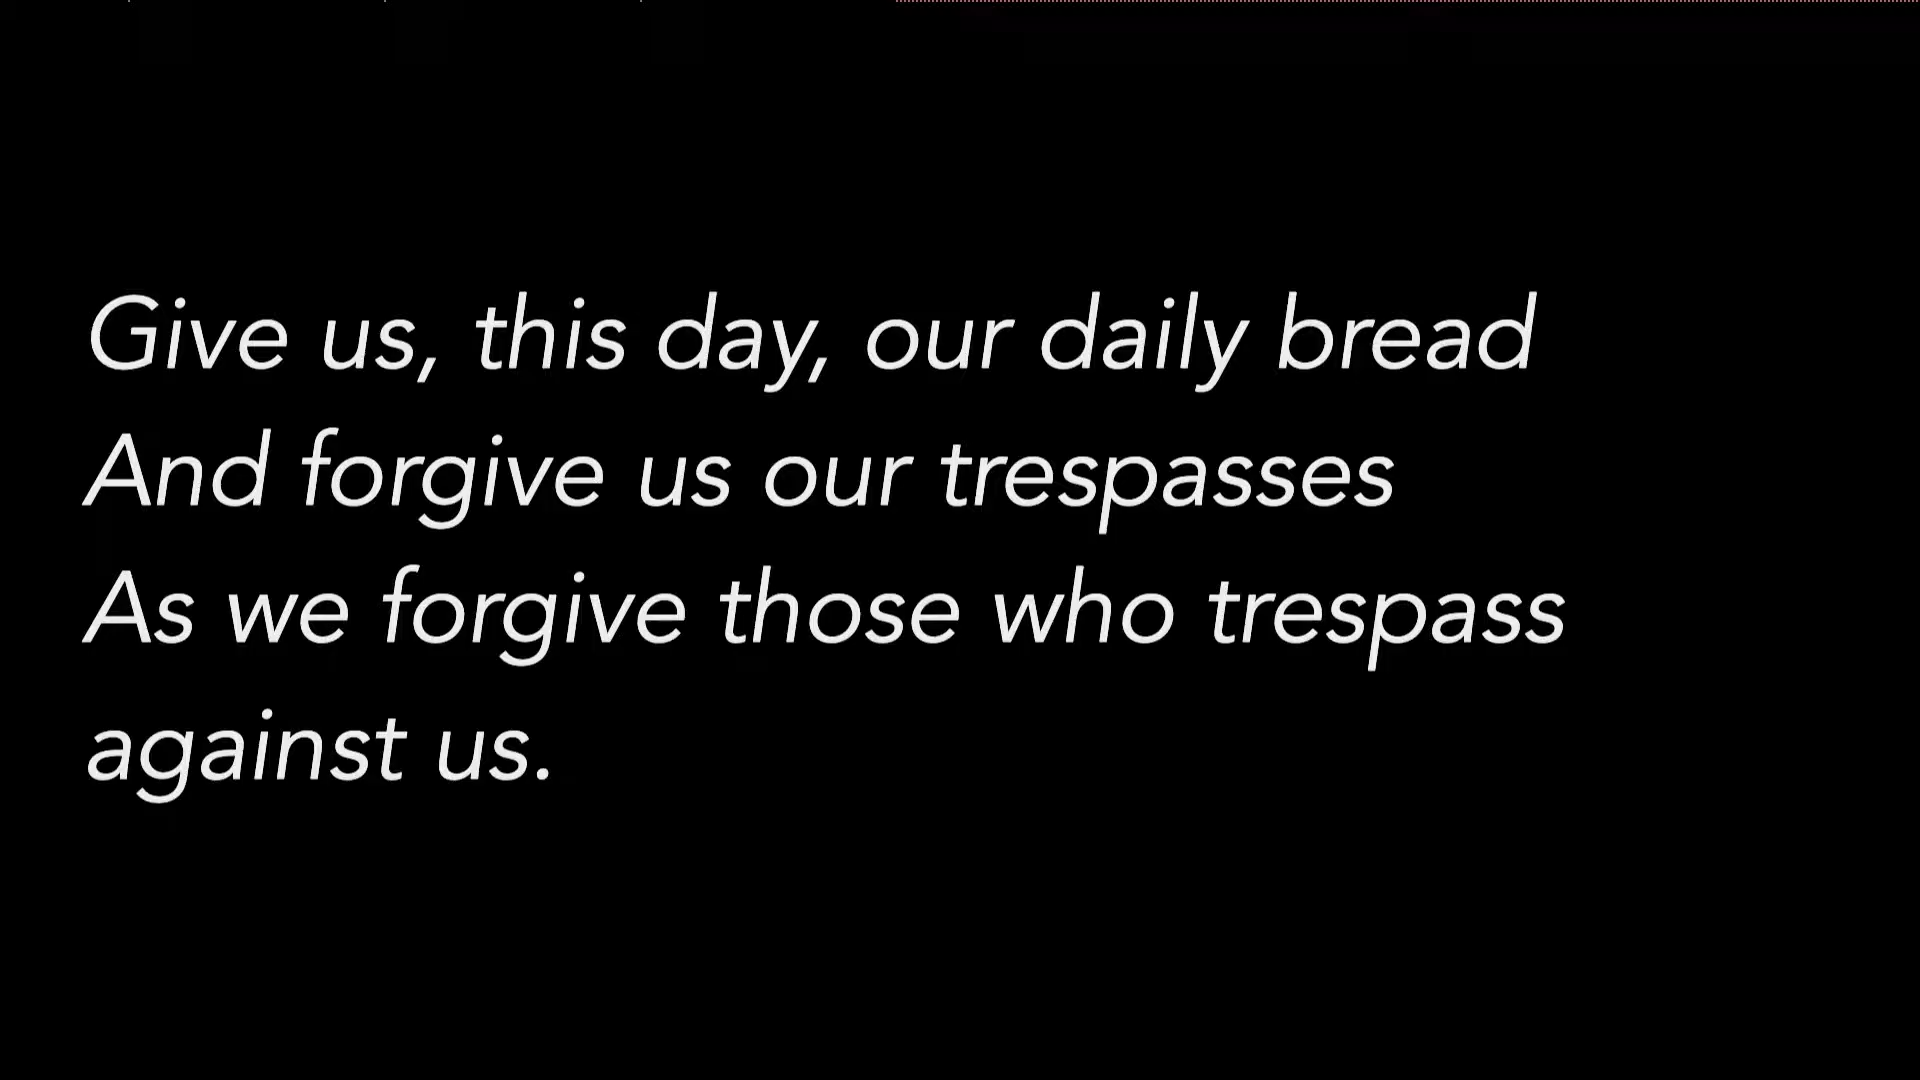 Give us, this day, our daily bread
And forgive us our trespasses
As we forgive those who trespass
against us.